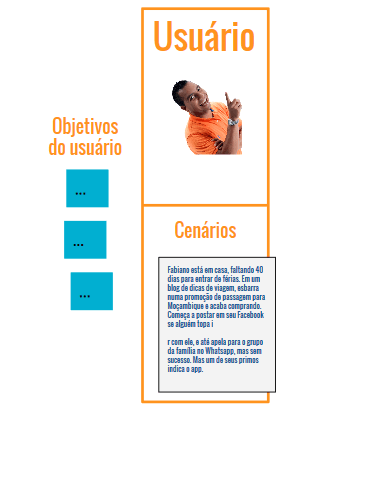 Usuário
Objetivos
do usuário
...
...
...
Cenários
Fabiano está em casa, faltando 40
dias para entrar de férias. Em um
blog de dicas de viagem, esbarra
numa promoção de passagem para
Moçambique e acaba comprando.
Começa a postar em seu Facebook
se alguém topa i
r com ele, e até apela para o grupo
da família no Whatsapp, mas sem
sucesso. Mas um de seus primos
indica o app.